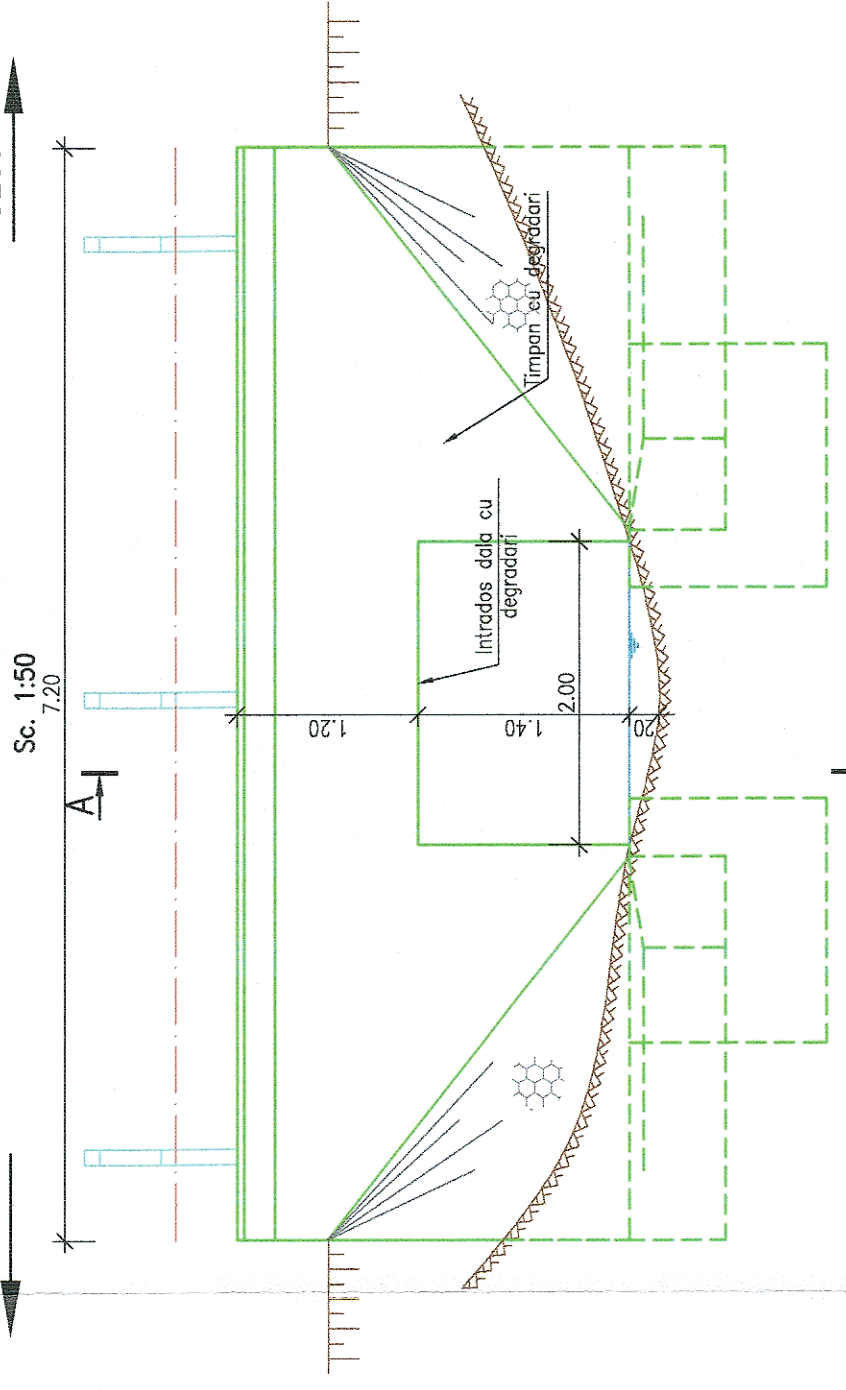 Sc. 1:50
7.20
A
1.20
1.40
20
2.00
Intrados dala cu
degradari
Timpan cu degradari